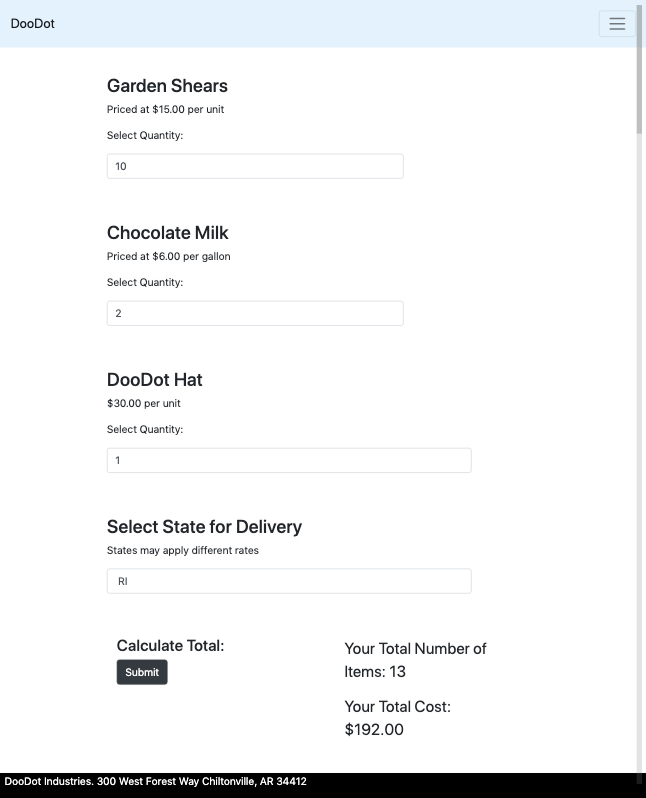 DooDot
Garden Shears
Priced at $15.00 per unit
Select Quantity:
10
Chocolate Milk
Priced at $6.00 per gallon
Select Quantity:
2
DooDot Hat
$30.00 per unit
Select Quantity:
1
Select State for Delivery
States may apply different rates
RI
Calculate Total:
Submit
Your Total Number of
Items: 13
Your Total Cost:
$192.00
DooDot Industries. 300 West Forest Way Chiltonville, AR 34412